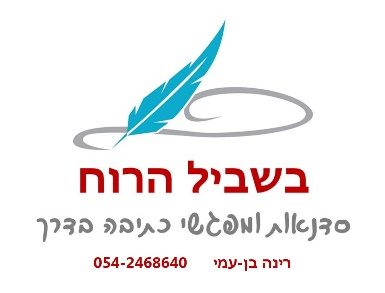 בשביל הרוח
סדנאות ומפגשי כתיבה בדרך
רינה בן-עמי 054-2468640